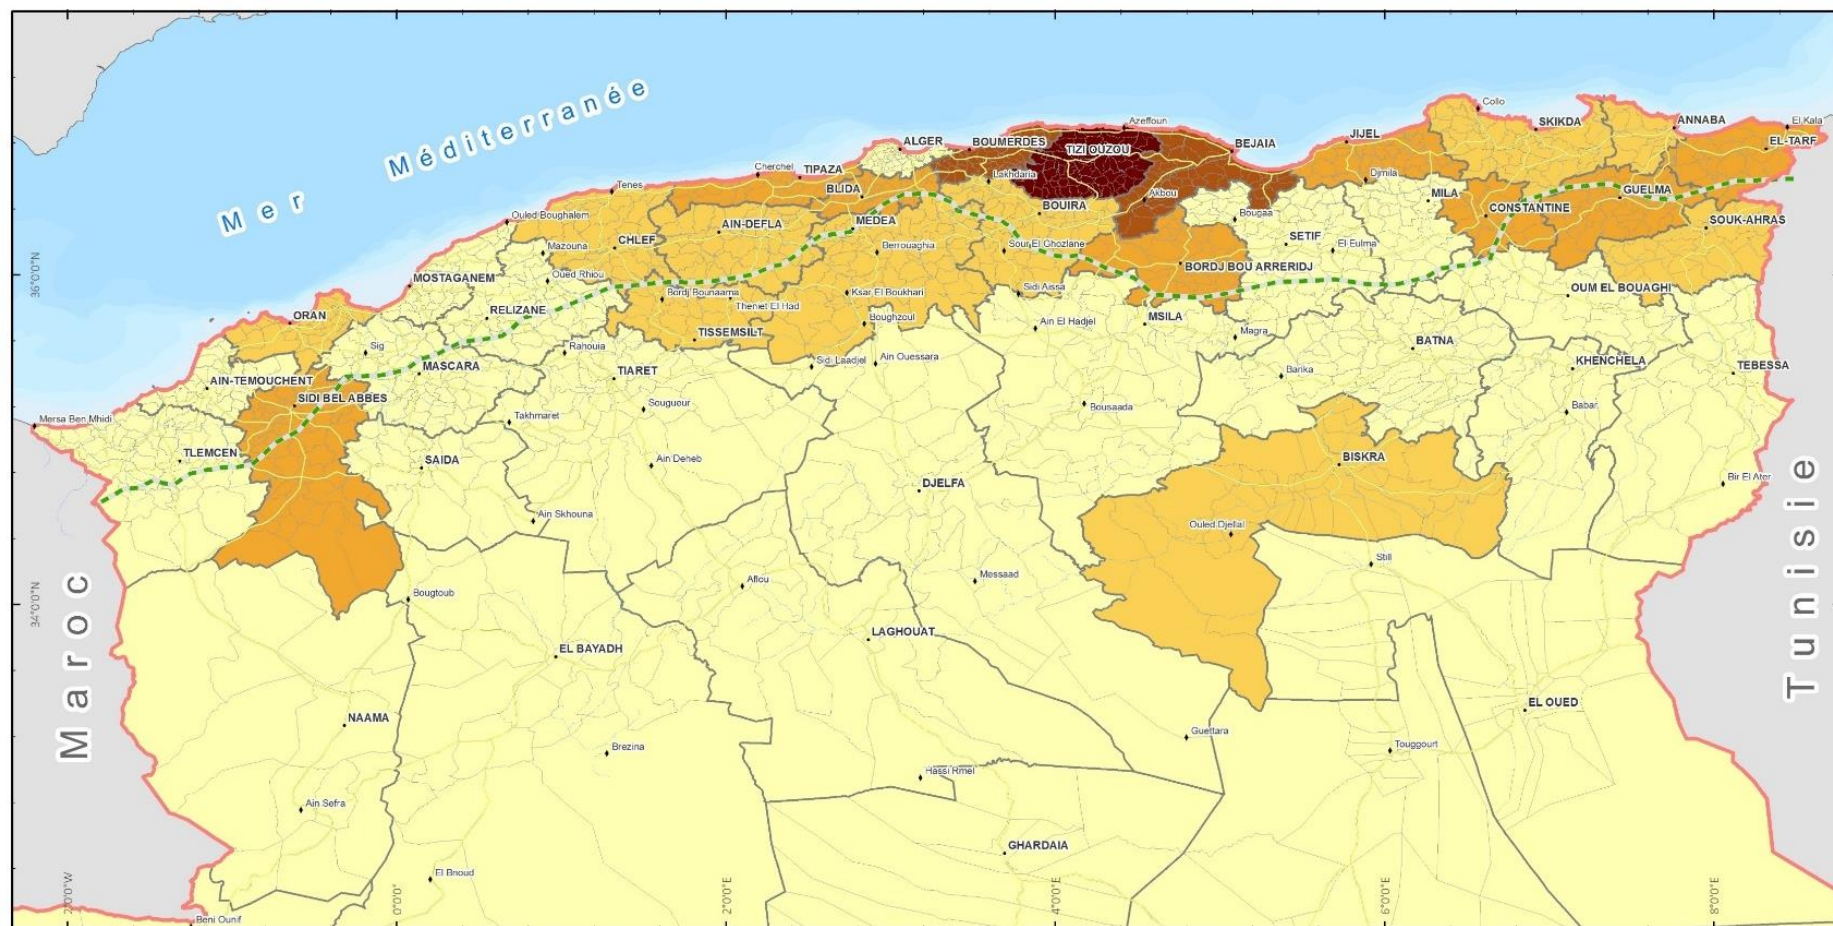 Mer Méditerranée
Maroc
Tunisie
Collo
SKIKDA
ANNABA
El Kala
EL-TARF
Azeffoun
ALGER
BOUMERDES
TIZI OUZOU
BEJAIA
JIJEL
Cherchel
TIPAZA
Lakhdaria
Djmila
Tenes
BLIDA
Akbou
MILA
GUELMA
Ouled Boughalem
BOUIRA
Bougaa
CONSTANTINE
SOUK-AHRAS
MEDEA
AIN-DEFLA
CHLEF
Mazouna
Berrouaghia
Sour El Ghozlane
SETIF
El Eulma
36°0'0"N
MOSTAGANEM
Oued Rhiou
BORDJ BOU ARRERIDJ
Bordj Bounaama
Theniet El Had
Ksar El Boukhari
Sidi Aissa
OUM EL BOUAGHI
ORAN
RELIZANE
Boughzoul
MSILA
TISSEMSILT
Ain El Hadjel
Magra
BATNA
Sig
Rahouia
Sidi Laadjel
Ain Ouessara
KHENCHELA
TEBESSA
MASCARA
TIARET
Barika
AIN-TEMOUCHENT
SIDI BEL ABBES
Souguour
Bousaada
Babar
Mersa Ben Mhidi
Takhmaret
TLEMCEN
SAIDA
Ain Deheb
BISKRA
DJELFA
Bir El Ater
Ain Skhouna
Ouled Djellal
Still
Messaad
Aflou
34°0'0"N
Bougtoub
LAGHOUAT
EL BAYADH
EL OUED
NAAMA
Guettara
Brezina
Touggourt
Hassi Rmel
Ain Sefra
GHARDAIA
El Bnoud
2°0'0"W
0°0'0"
2°0'0"E
4°0'0"E
6°0'0"E
8°0'0"E
Beni Ounif